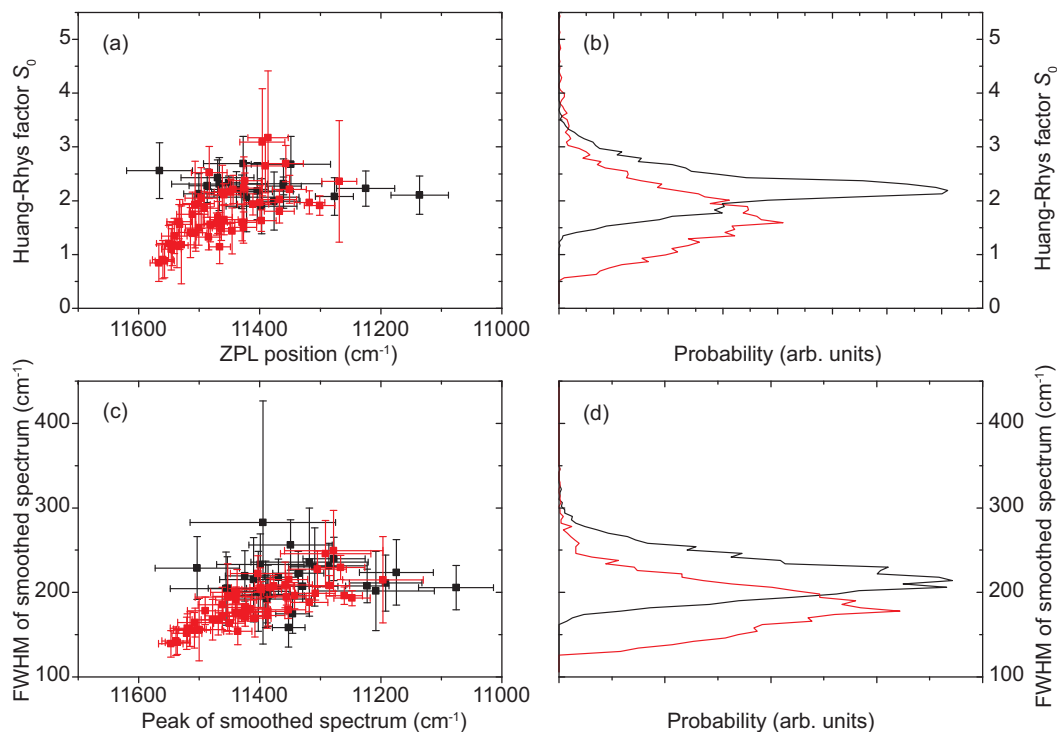 (a)
5
4
3
2
1
0
Huang-Rhys factor S₀
11600 11400 11200 11000
ZPL position (cm⁻¹)
(b)
5
4
3
2
1
0
Huang-Rhys factor S₀
Probability (arb. units)
(c)
400
300
200
100
FWHM of smoothed spectrum (cm⁻¹)
11600 11400 11200 11000
Peak of smoothed spectrum (cm⁻¹)
(d)
400
300
200
100
FWHM of smoothed spectrum (cm⁻¹)
Probability (arb. units)